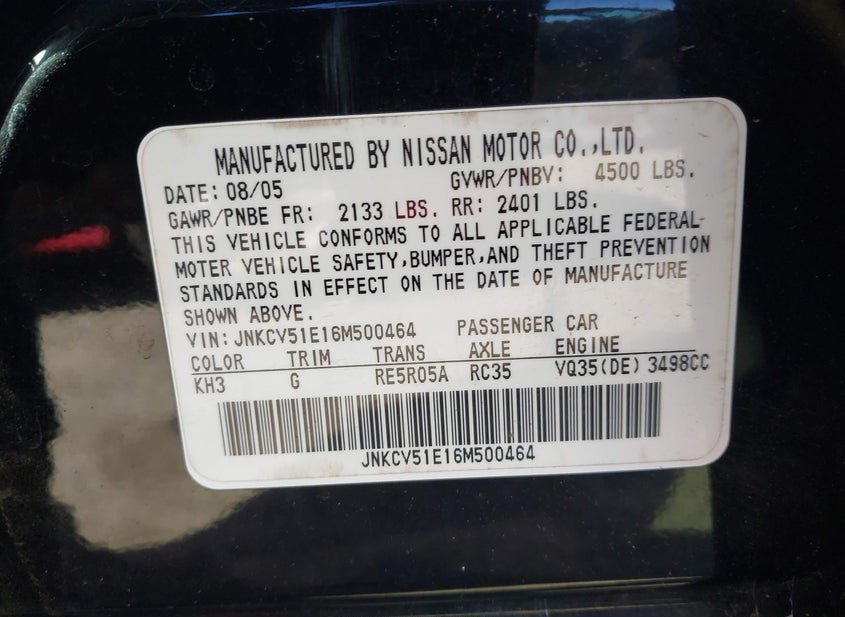 MANUFACTURED BY NISSAN MOTOR CO.,LTD.
DATE: 08/05 GVWR/PNBV: 4500 LBS.
GAWR/PNBE FR: 2133 LBS. RR: 2401 LBS.
THIS VEHICLE CONFORMS TO ALL APPLICABLE FEDERAL-
MOTER VEHICLE SAFETY,BUMPER,AND THEFT PREVENTION
STANDARDS IN EFFECT ON THE DATE OF MANUFACTURE
SHOWN ABOVE.
VIN: JNKCV51E16M500464 PASSENGER CAR
COLOR TRIM TRANS AXLE ENGINE
KH3 G RE5R05A RC35 VQ35(DE) 3498CC
JNKCV51E16M500464